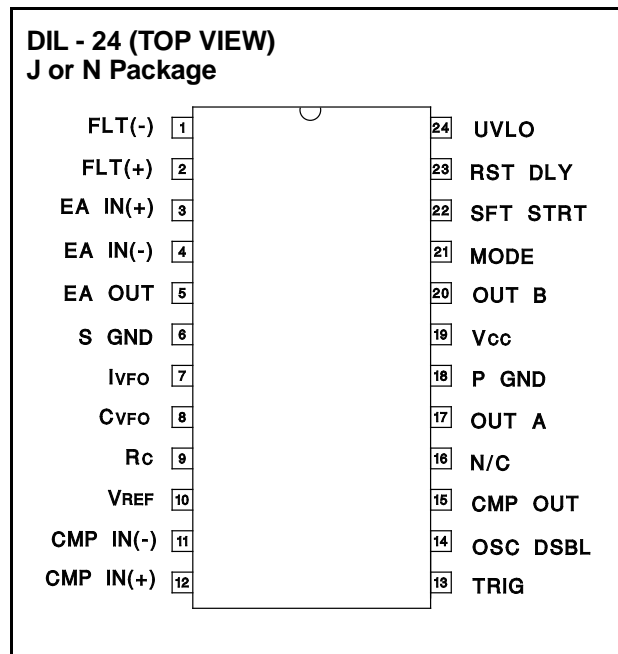 DIL - 24 (TOP VIEW)
J or N Package
FLT(-) 1 24 UVLO
FLT(+) 2 23 RST DLY
EA IN(+) 3 22 SFT STRT
EA IN(-) 4 21 MODE
EA OUT 5 20 OUT B
S GND 6 19 Vcc
IVFO 7 18 P GND
CVFO 8 17 OUT A
Rc 9 16 N/C
VREF 10 15 CMP OUT
CMP IN(-) 11 14 OSC DSBL
CMP IN(+) 12 13 TRIG